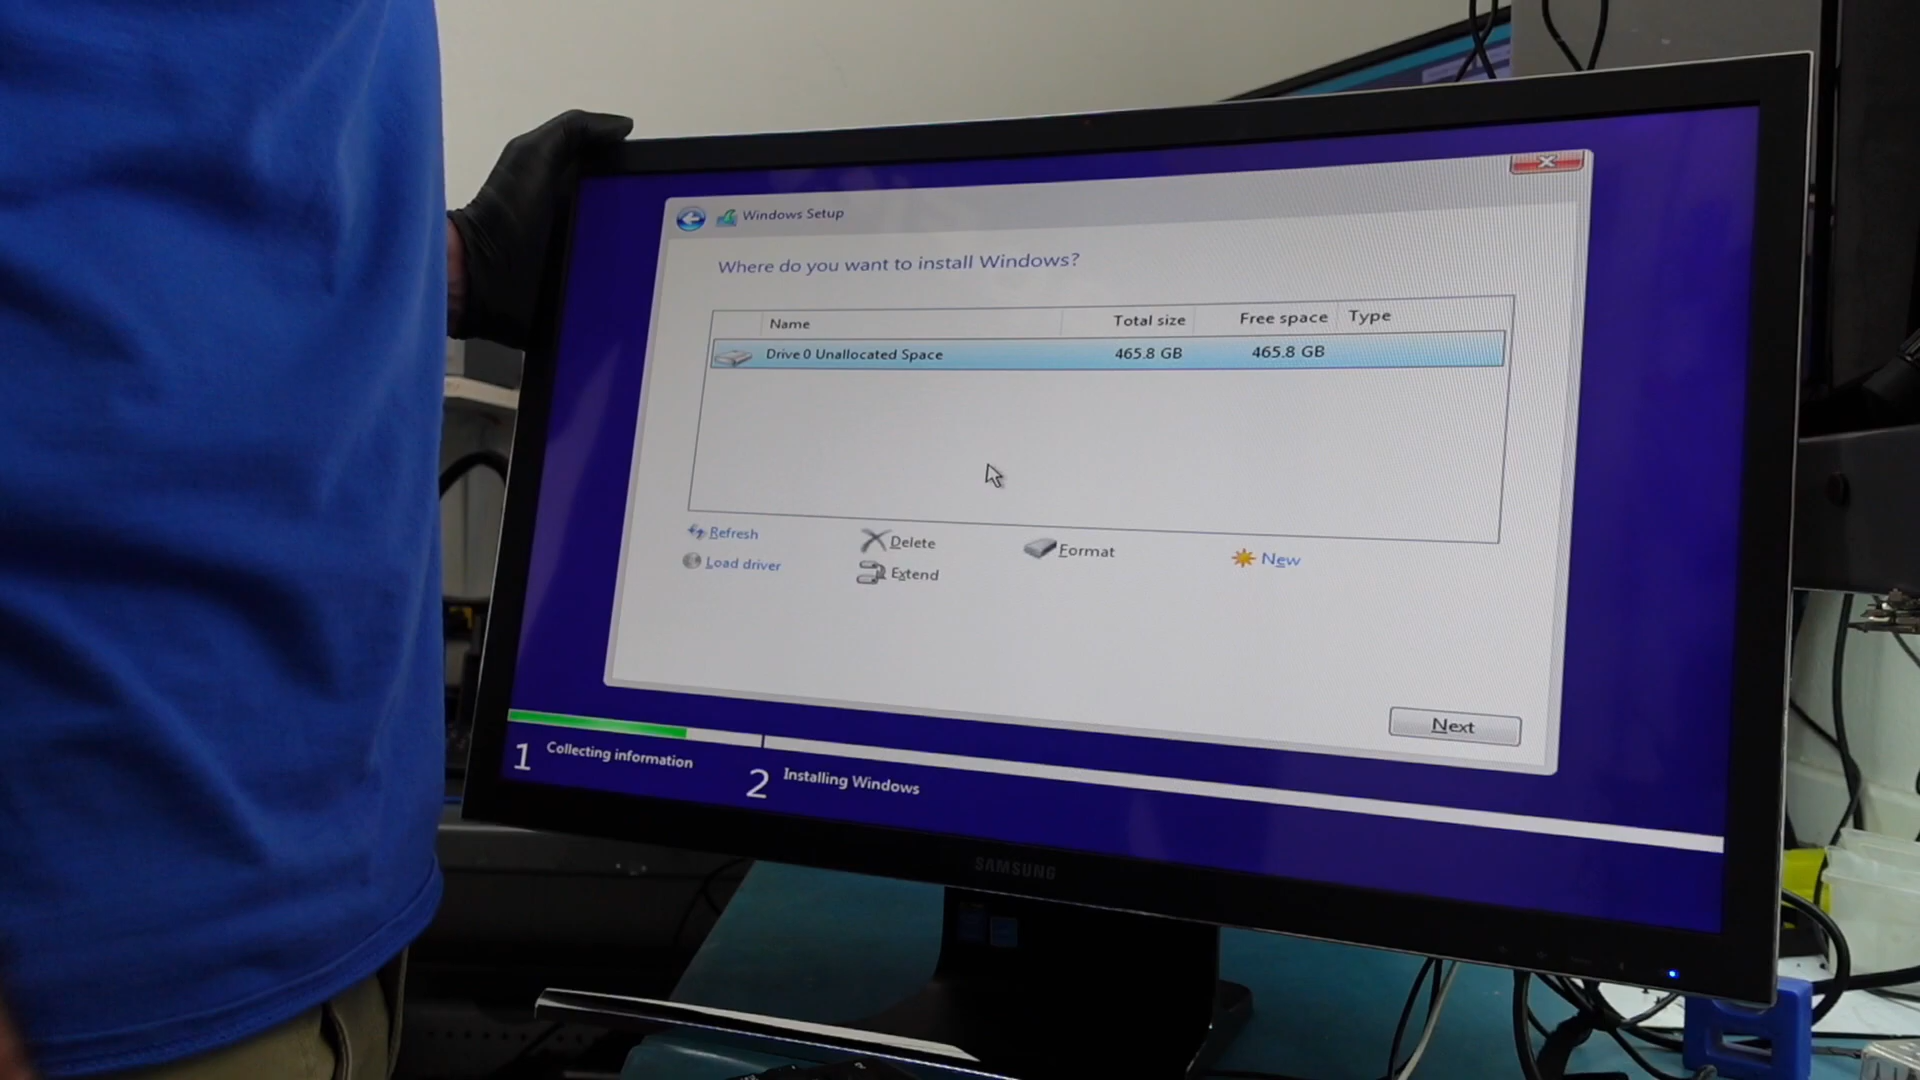 Windows Setup
Where do you want to install Windows?
Name Total size Free space Type
Drive 0 Unallocated Space 465.8 GB 465.8 GB
Refresh Delete Format New
Load driver Extend
Next
1 Collecting information 2 Installing Windows
SAMSUNG